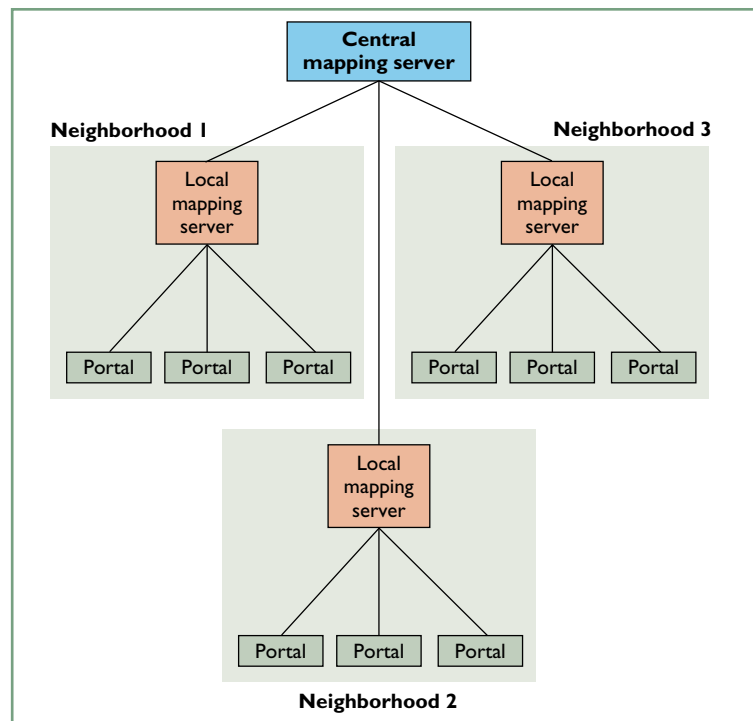 Central
mapping server
Neighborhood 1
Neighborhood 3
Local
mapping
server
Local
mapping
server
Portal
Portal
Portal
Portal
Portal
Portal
Local
mapping
server
Portal
Portal
Portal
Neighborhood 2